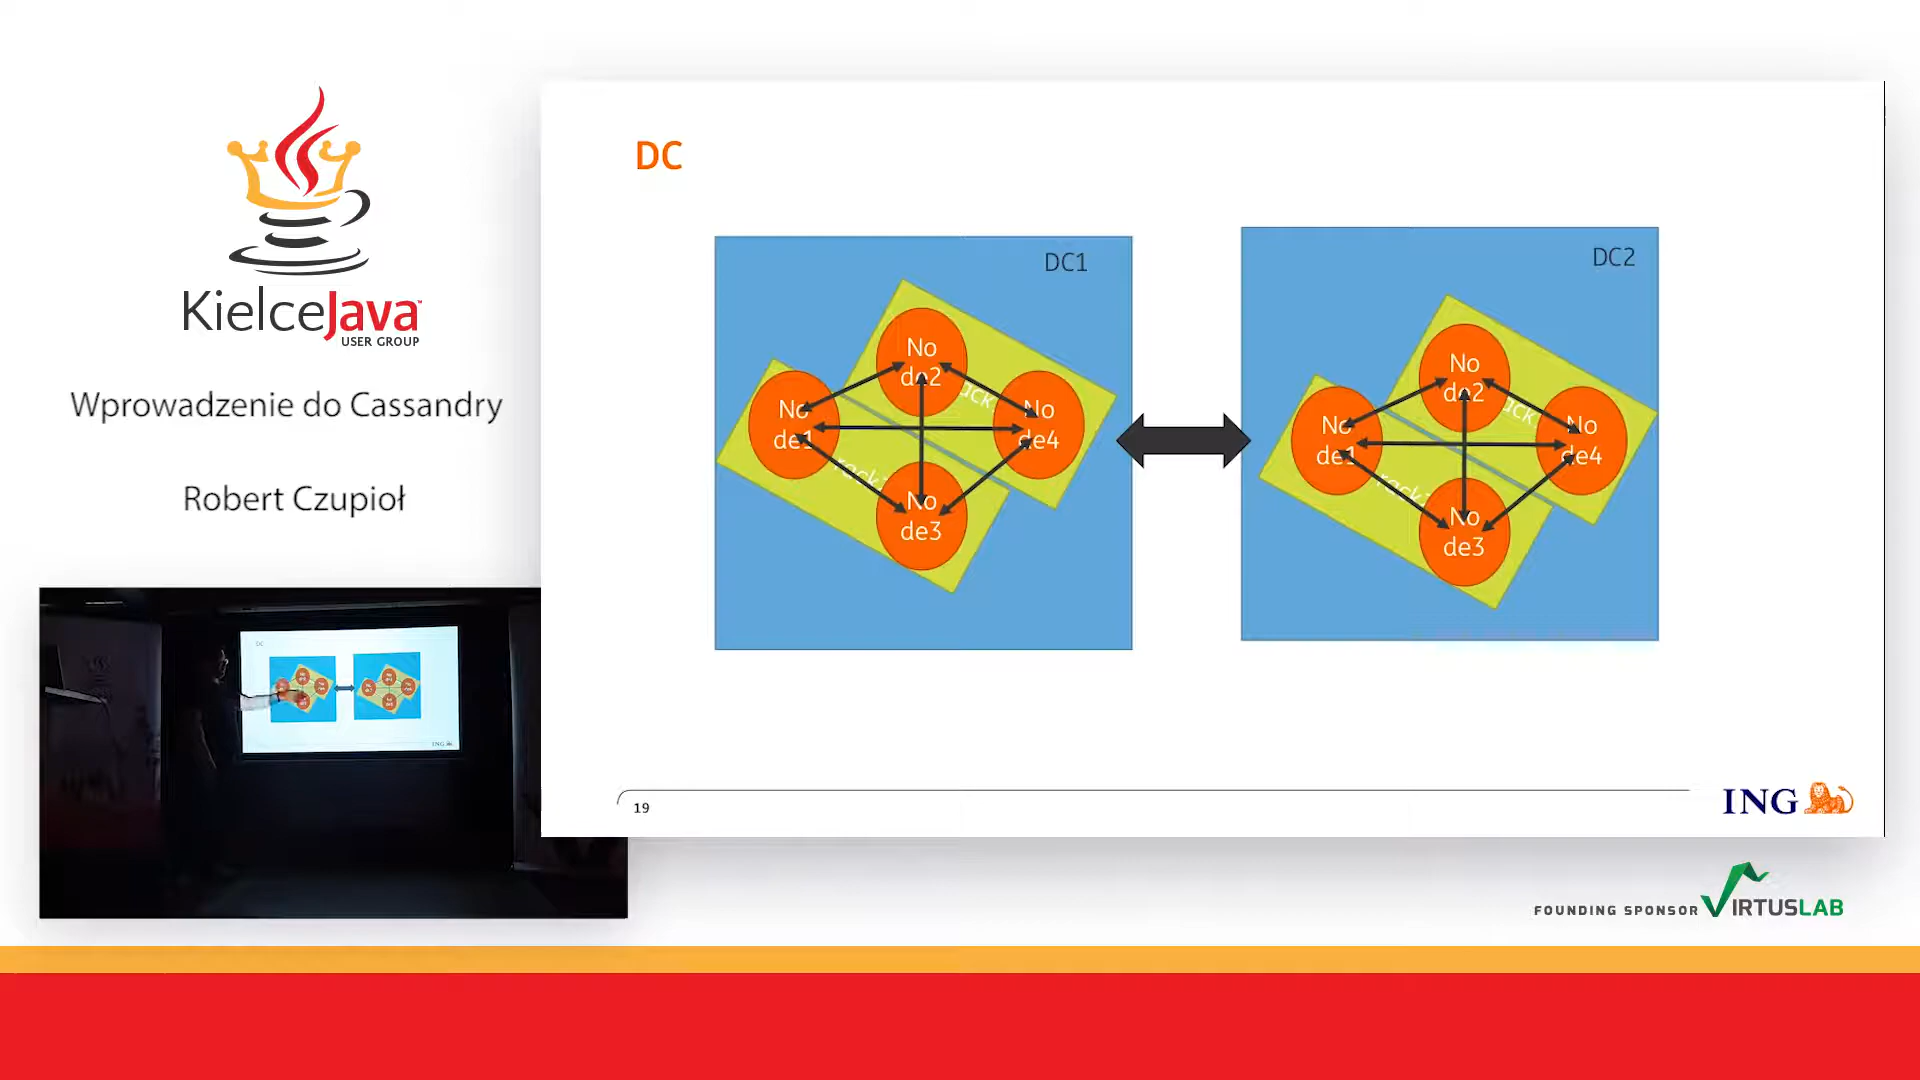 KielceJava
USER GROUP
Wprowadzenie do Cassandry
Robert Czupioł
DC
DC1
No
de2
No
de1
No
de4
No
de3
DC2
No
de2
No
de1
No
de4
No
de3
19
ING
FOUNDING SPONSOR VIRTUSLAB